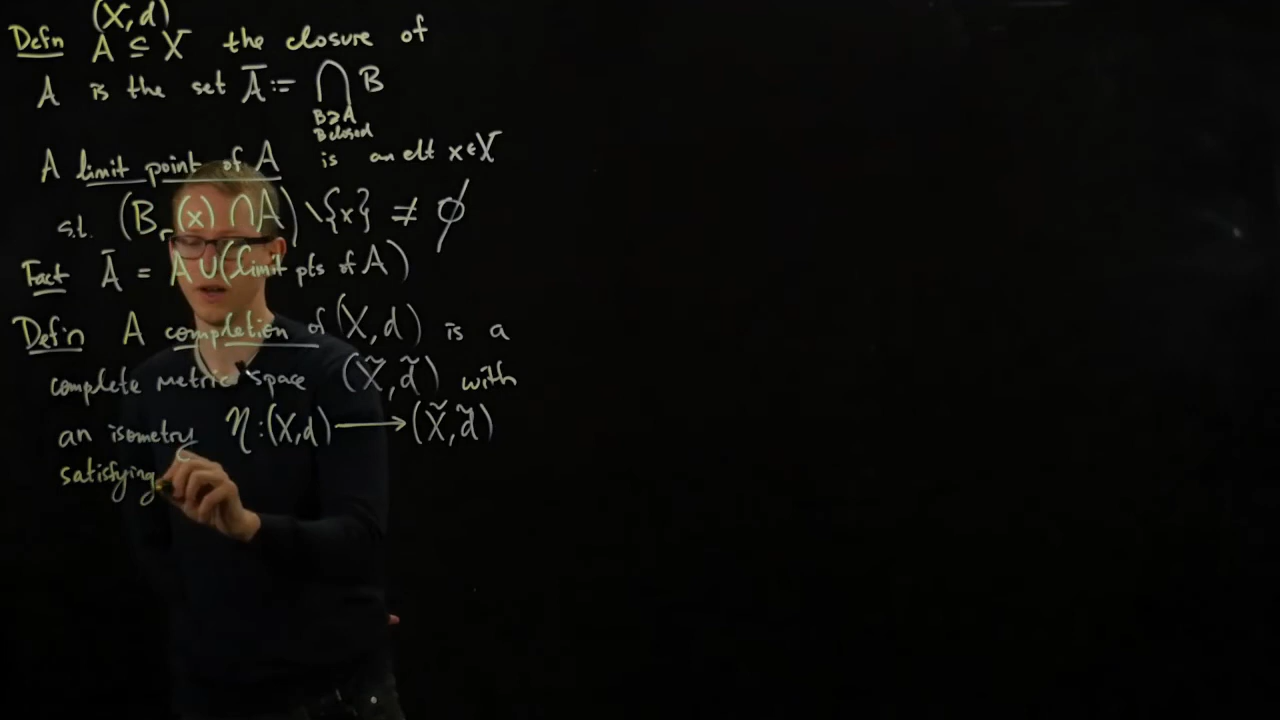 (X,d)
Defn A ⊆ X the closure of
A is the set Ā := ⋂ B
B⊇A
B closed
A limit point of A is an elt x∈X
s.t. (B_r(x) ∩ A) \ {x} ≠ ∅
Fact Ā = A ∪ (limit pts of A)
Def'n A completion of (X,d) is a
complete metric space (X̃,d̃) with
an isometry η:(X,d) ⟶ (X̃,d̃)
satisfying